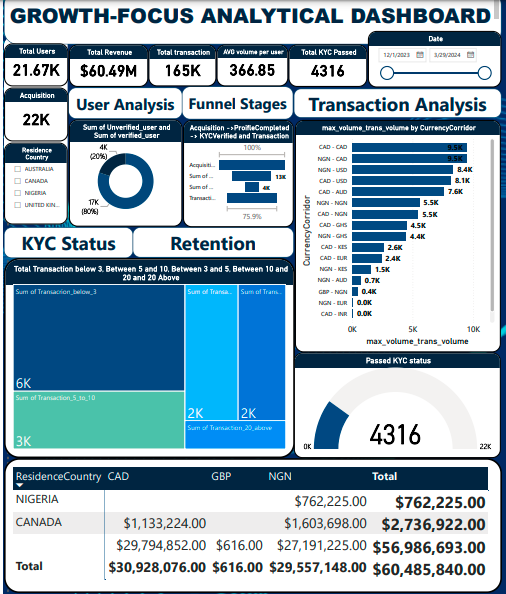 GROWTH-FOCUS ANALYTICAL DASHBOARD
Total Users
21.67K
Total Revenue
$60.49M
Total transaction
165K
AVG volume per user
366.85
Total KYC Passed
4316
Date
12/1/2023
3/29/2024
Acquisition
22K
Residence
Country
AUSTRALIA
CANADA
NIGERIA
UNITED KIN...
User Analysis
Sum of Unverified_user and
Sum of verified_user
4K
(20%)
17K
(80%)
Funnel Stages
Acquisition ->ProfileCompleted
-> KYCVerified and Transaction
100%
Acquisiti...
Sum of ...
13K
Sum of ...
4K
Transacti...
75.9%
Transaction Analysis
max_volume_trans_volume by CurrencyCorridor
CurrencyCorridor
CAD - CAD
9.5K
NGN - CAD
9.5K
NGN - USD
8.4K
CAD - USD
8.1K
CAD - AUD
7.6K
NGN - NGN
5.5K
CAD - NGN
5.5K
CAD - GHS
4.5K
NGN - GHS
4.4K
CAD - KES
2.6K
CAD - EUR
2.4K
NGN - KES
1.5K
NGN - AUD
0.7K
GBP - NGN
0.4K
NGN - EUR
0.0K
CAD - INR
0.0K
0K
5K
10K
max_volume_trans_volume
KYC Status
Retention
Total Transaction below 3, Between 5 and 10, Between 3 and 5, Between 10 and
20 and 20 Above
Sum of Transaction_below_3
6K
Sum of Transaction_5_to_10
3K
Sum of Transa...
2K
Sum of Trans...
2K
Sum of Transaction_20_above
Passed KYC status
4316
0K
22K
ResidenceCountry CAD GBP NGN Total
NIGERIA $762,225.00 $762,225.00
CANADA $1,133,224.00 $1,603,698.00 $2,736,922.00
$29,794,852.00 $616.00 $27,191,225.00 $56,986,693.00
Total $30,928,076.00 $616.00 $29,557,148.00 $60,485,840.00